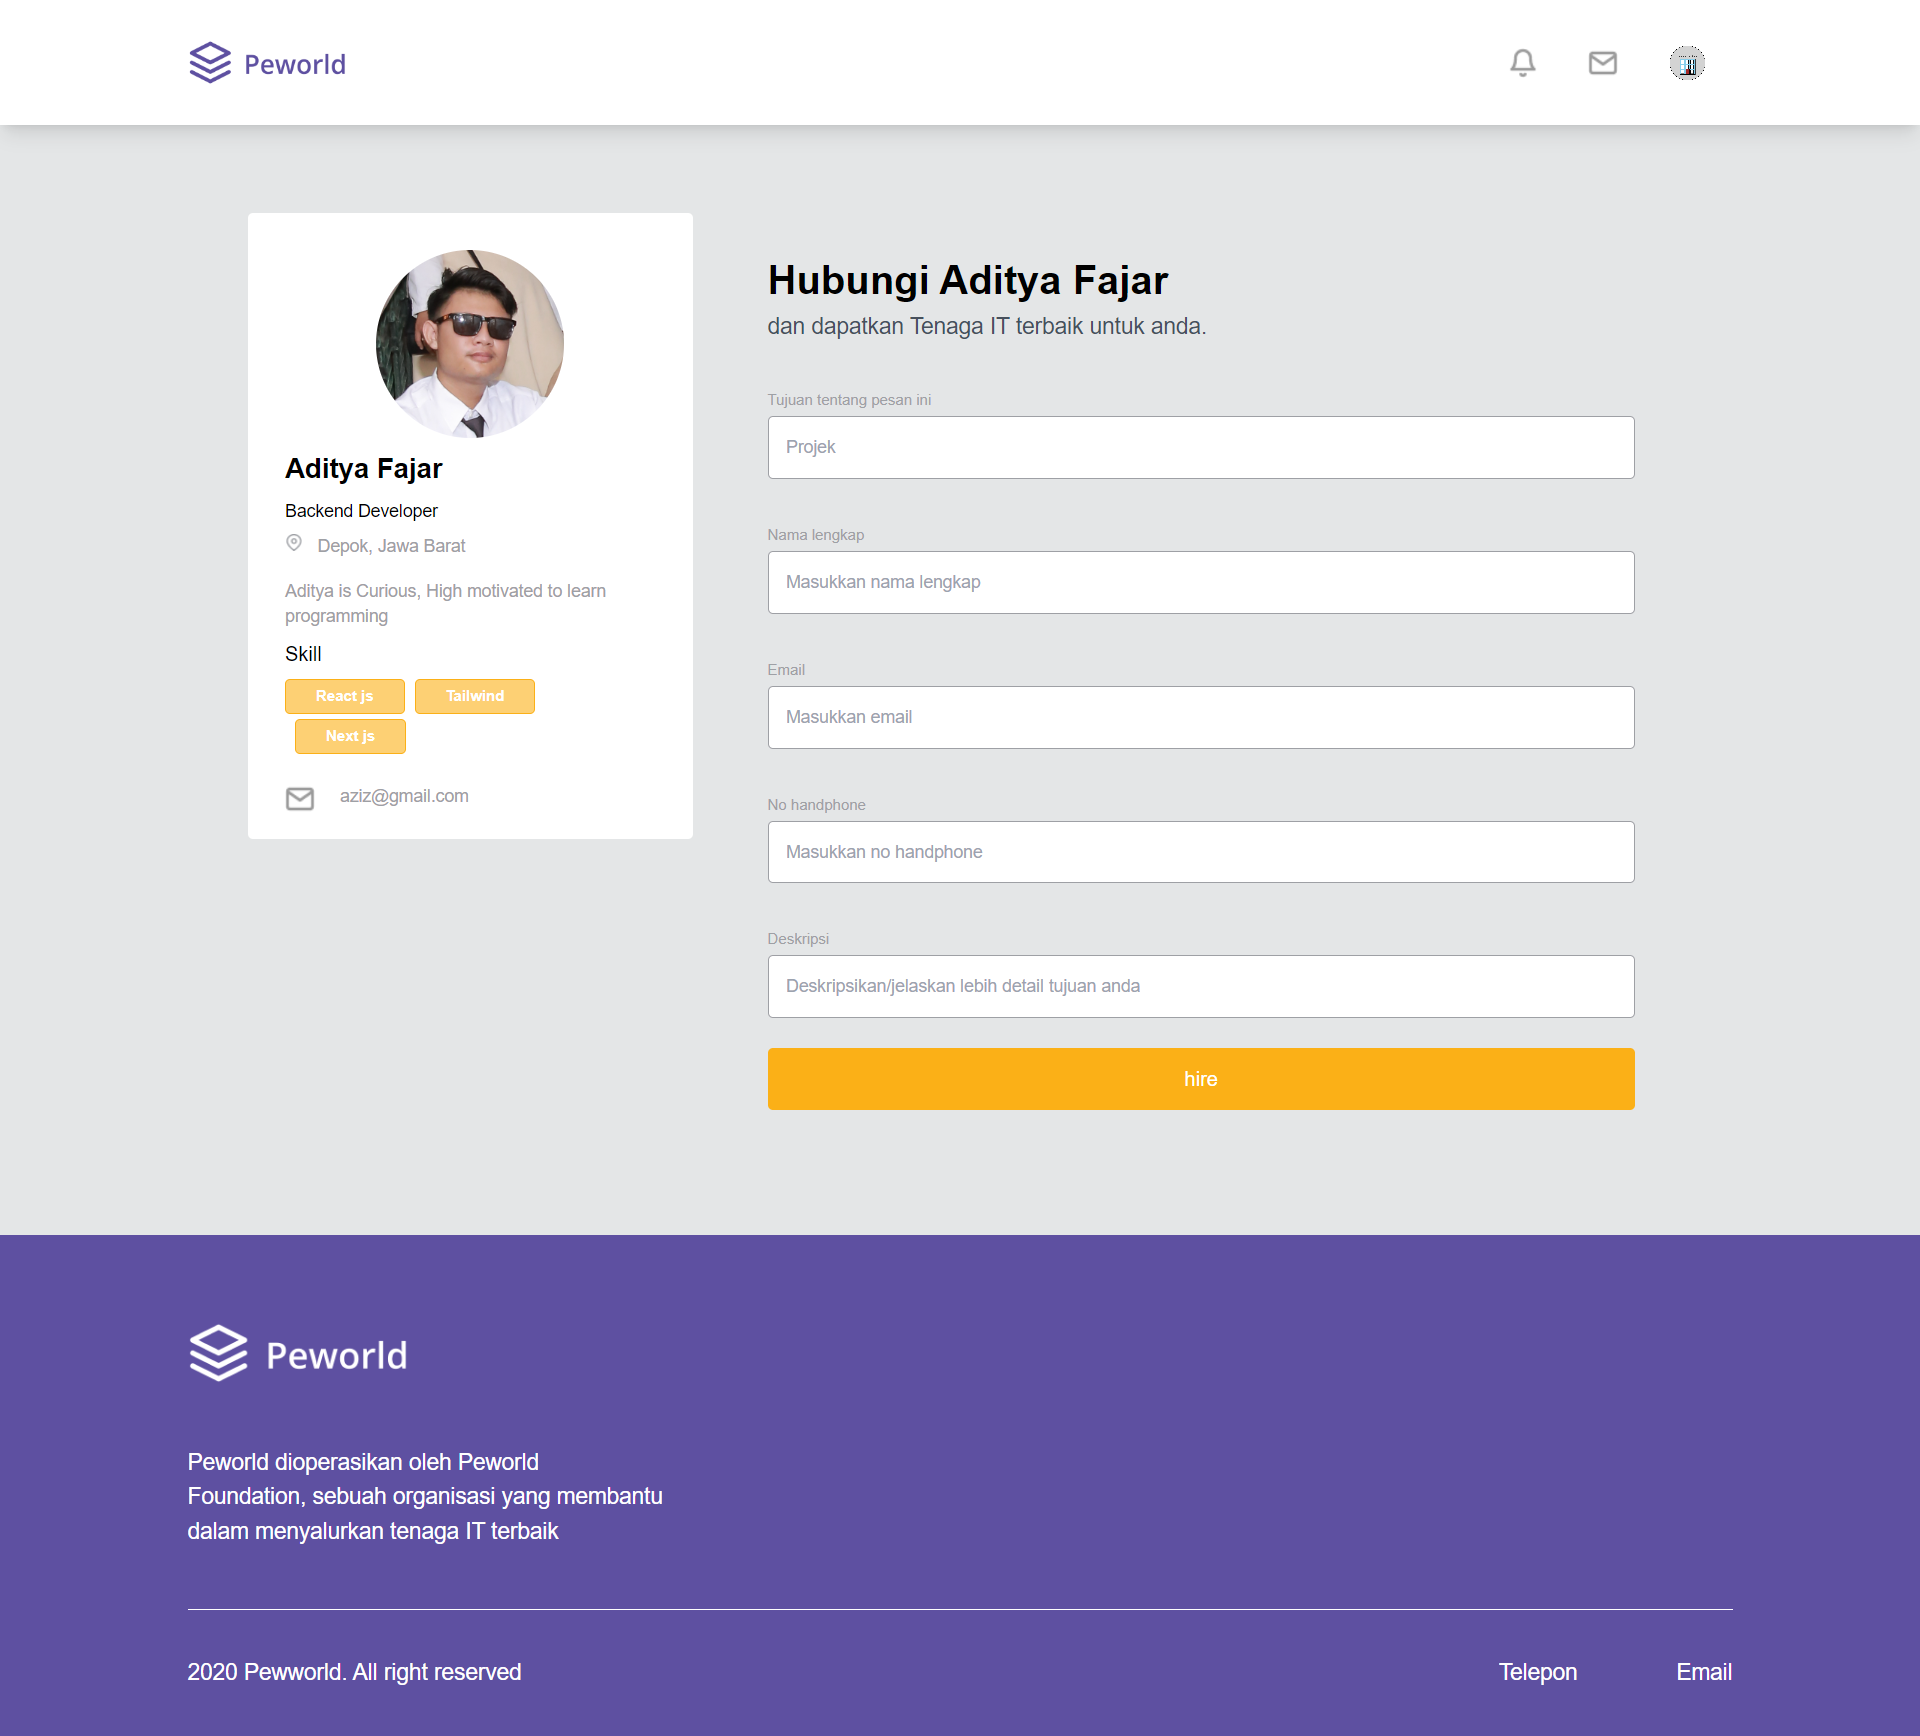 Peworld
Aditya Fajar
Backend Developer
Depok, Jawa Barat
Aditya is Curious, High motivated to learn
programming
Skill
React js
Tailwind
Next js
aziz@gmail.com
Hubungi Aditya Fajar
dan dapatkan Tenaga IT terbaik untuk anda.
Tujuan tentang pesan ini
Projek
Nama lengkap
Masukkan nama lengkap
Email
Masukkan email
No handphone
Masukkan no handphone
Deskripsi
Deskripsikan/jelaskan lebih detail tujuan anda
hire
Peworld
Peworld dioperasikan oleh Peworld
Foundation, sebuah organisasi yang membantu
dalam menyalurkan tenaga IT terbaik
2020 Pewworld. All right reserved
Telepon
Email